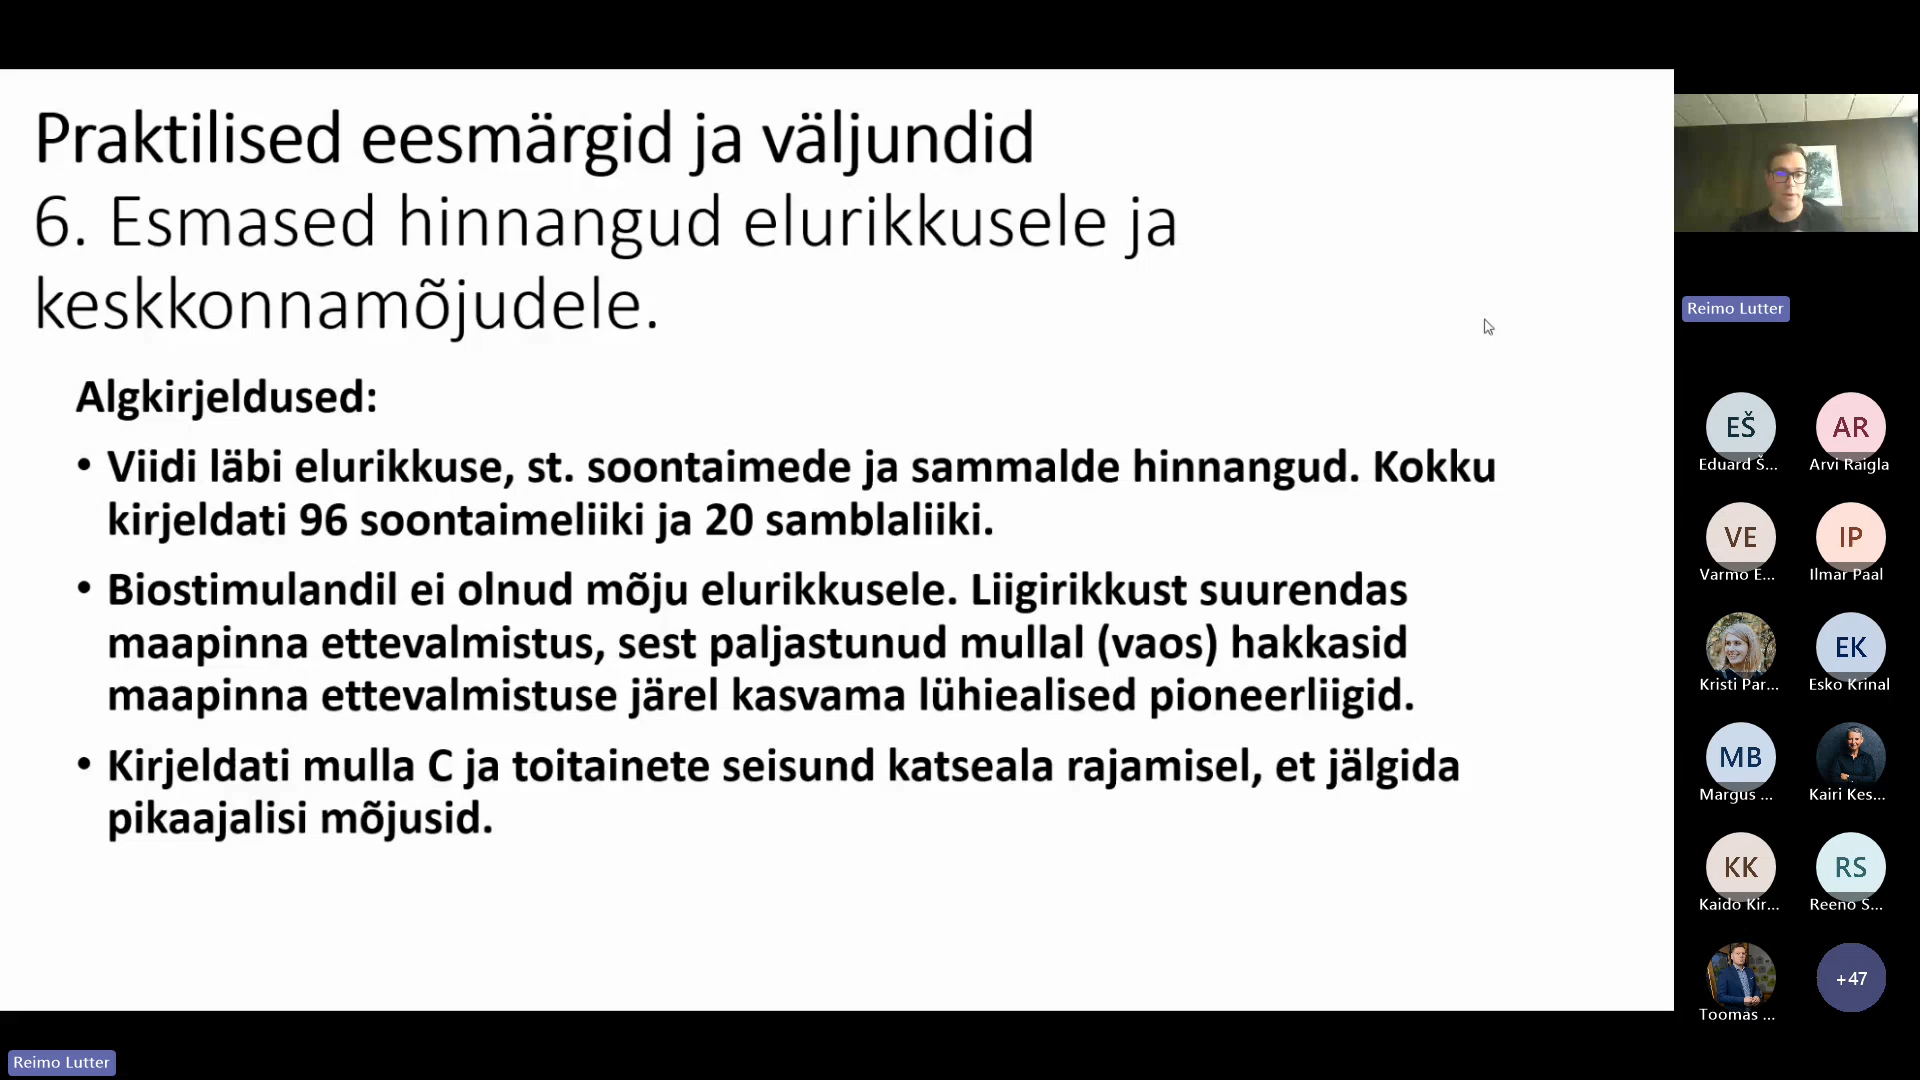 Praktilised eesmärgid ja väljundid
6. Esmased hinnangud elurikkusele ja
keskkonnamõjudele.
Algkirjeldused:
• Viidi läbi elurikkuse, st. soontaimede ja sammalde hinnangud. Kokku
kirjeldati 96 soontaimeliiki ja 20 samblaliiki.
• Biostimulandil ei olnud mõju elurikkusele. Liigirikkust suurendas
maapinna ettevalmistus, sest paljastunud mullal (vaos) hakkasid
maapinna ettevalmistuse järel kasvama lühiealised pioneerliigid.
• Kirjeldati mulla C ja toitainete seisund katseala rajamisel, et jälgida
pikaajalisi mõjusid.
Reimo Lutter
EŠ
AR
Eduard Š...
Arvi Raigla
VE
IP
Varmo E...
Ilmar Paal
EK
Kristi Par...
Esko Krinal
MB
Margus ...
Kairi Kes...
KK
RS
Kaido Kir...
Reeno S...
+47
Toomas ...
Reimo Lutter